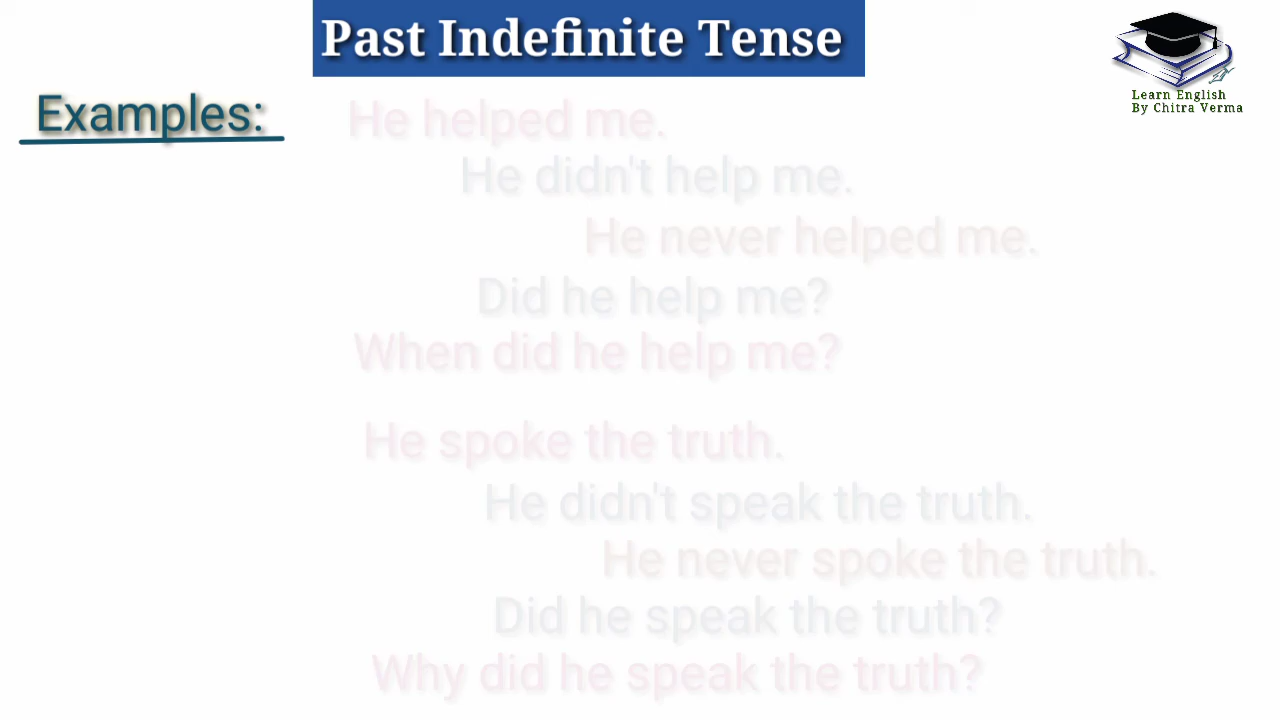 Past Indefinite Tense
Learn English
By Chitra Verma
Examples:
He helped me.
He didn't help me.
He never helped me.
Did he help me?
When did he help me?
He spoke the truth.
He didn't speak the truth.
He never spoke the truth.
Did he speak the truth?
Why did he speak the truth?